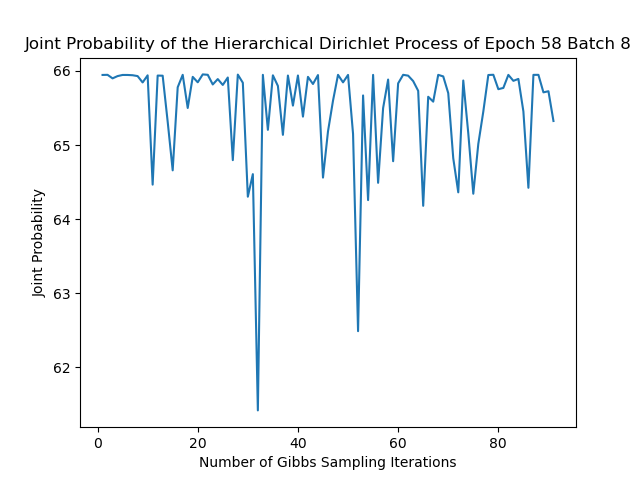 Joint Probability of the Hierarchical Dirichlet Process of Epoch 58 Batch 8
66
65
64
63
62
Joint Probability
0 20 40 60 80
Number of Gibbs Sampling Iterations